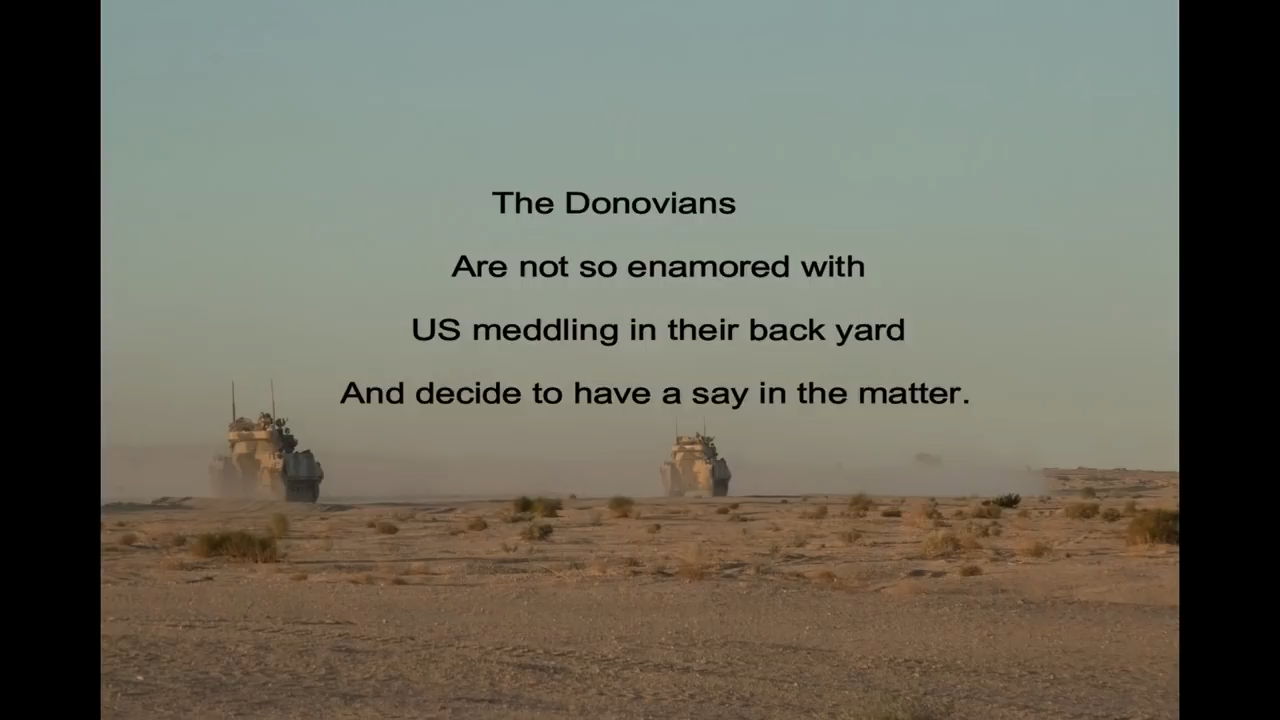 The Donovians
Are not so enamored with
US meddling in their back yard
And decide to have a say in the matter.